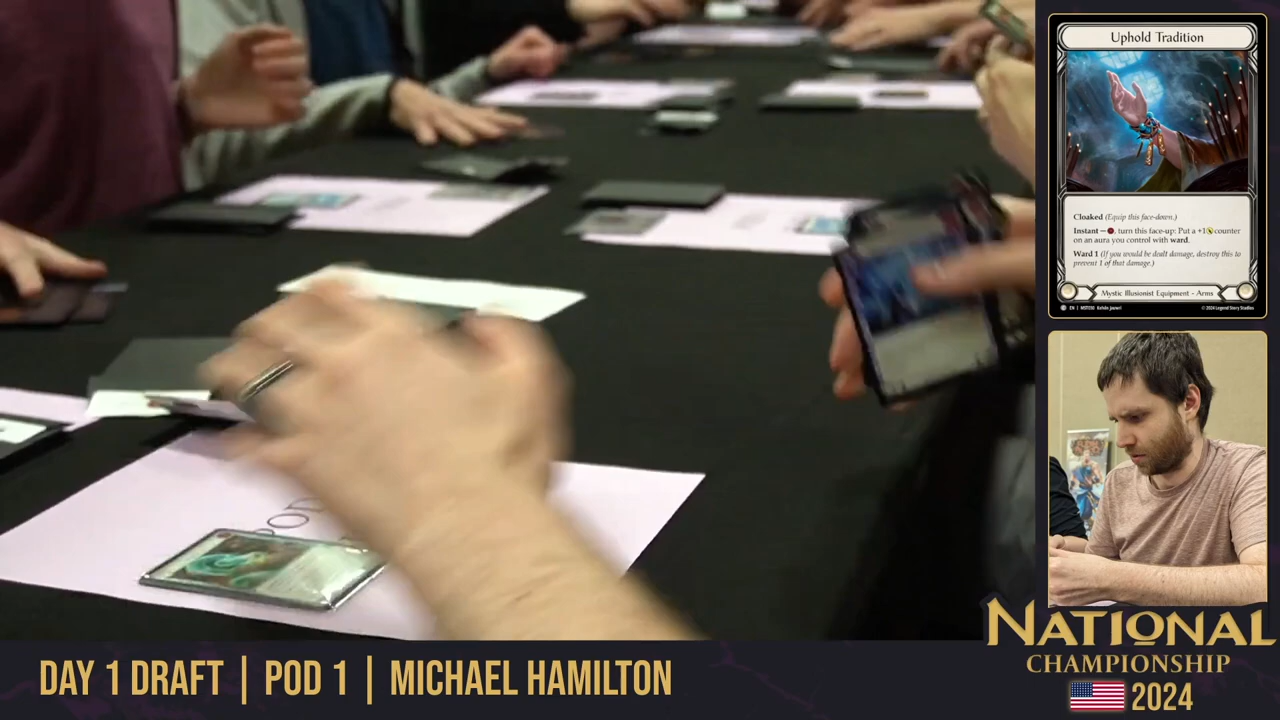 Uphold Tradition
Cloaked (Equip this face-down.)
Instant — , turn this face-up: Put a +1 counter
on an aura you control with ward.
Ward 1 (If you would be dealt damage, destroy this to
prevent 1 of that damage.)
Mystic Illusionist Equipment - Arms
POD
NATIONAL
CHAMPIONSHIP
2024
DAY 1 DRAFT | POD 1 | MICHAEL HAMILTON